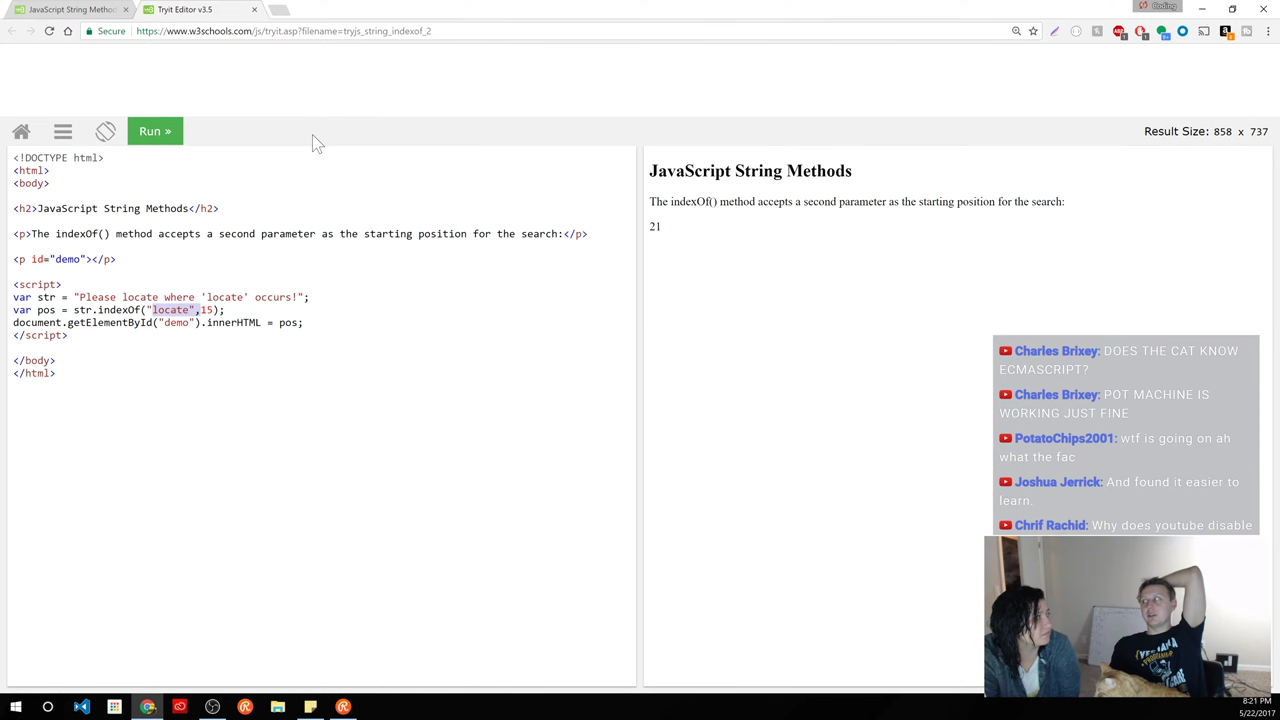 JavaScript String Metho
Tryit Editor v3.5
Coding
Secure
https://www.w3schools.com/js/tryit.asp?filename=tryjs_string_indexof_2
Run »
Result Size: 858 x 737
<!DOCTYPE html>
<html>
<body>
<h2>JavaScript String Methods</h2>
<p>The indexOf() method accepts a second parameter as the starting position for the search:</p>
<p id="demo"></p>
<script>
var str = "Please locate where 'locate' occurs!";
var pos = str.indexOf("locate",15);
document.getElementById("demo").innerHTML = pos;
</script>
</body>
</html>
JavaScript String Methods
The indexOf() method accepts a second parameter as the starting position for the search:
21
Charles Brixey: DOES THE CAT KNOW
ECMASCRIPT?
Charles Brixey: POT MACHINE IS
WORKING JUST FINE
PotatoChips2001: wtf is going on ah
what the fac
Joshua Jerrick: And found it easier to
learn.
Chrif Rachid: Why does youtube disable
8:21 PM
5/22/2017